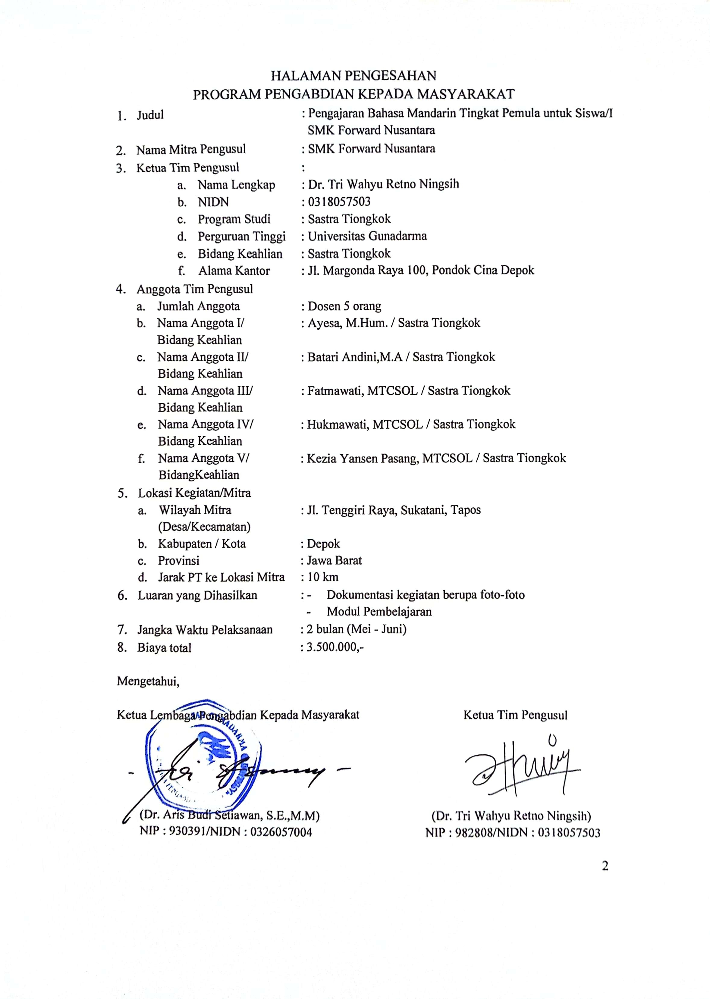 HALAMAN PENGESAHAN
PROGRAM PENGABDIAN KEPADA MASYARAKAT
1. Judul : Pengajaran Bahasa Mandarin Tingkat Pemula untuk Siswa/I
SMK Forward Nusantara
2. Nama Mitra Pengusul : SMK Forward Nusantara
3. Ketua Tim Pengusul :
a. Nama Lengkap : Dr. Tri Wahyu Retno Ningsih
b. NIDN : 0318057503
c. Program Studi : Sastra Tiongkok
d. Perguruan Tinggi : Universitas Gunadarma
e. Bidang Keahlian : Sastra Tiongkok
f. Alama Kantor : Jl. Margonda Raya 100, Pondok Cina Depok
4. Anggota Tim Pengusul
a. Jumlah Anggota : Dosen 5 orang
b. Nama Anggota I/ : Ayesa, M.Hum. / Sastra Tiongkok
Bidang Keahlian
c. Nama Anggota II/ : Batari Andini,M.A / Sastra Tiongkok
Bidang Keahlian
d. Nama Anggota III/ : Fatmawati, MTCSOL / Sastra Tiongkok
Bidang Keahlian
e. Nama Anggota IV/ : Hukmawati, MTCSOL / Sastra Tiongkok
Bidang Keahlian
f. Nama Anggota V/ : Kezia Yansen Pasang, MTCSOL / Sastra Tiongkok
BidangKeahlian
5. Lokasi Kegiatan/Mitra
a. Wilayah Mitra : Jl. Tenggiri Raya, Sukatani, Tapos
(Desa/Kecamatan)
b. Kabupaten / Kota : Depok
c. Provinsi : Jawa Barat
d. Jarak PT ke Lokasi Mitra : 10 km
6. Luaran yang Dihasilkan : - Dokumentasi kegiatan berupa foto-foto
- Modul Pembelajaran
7. Jangka Waktu Pelaksanaan : 2 bulan (Mei - Juni)
8. Biaya total : 3.500.000,-
Mengetahui,
Ketua Lembaga Pengabdian Kepada Masyarakat Ketua Tim Pengusul
(Dr. Aris Budi Setiawan, S.E.,M.M) (Dr. Tri Wahyu Retno Ningsih)
NIP : 930391/NIDN : 0326057004 NIP : 982808/NIDN : 0318057503
2